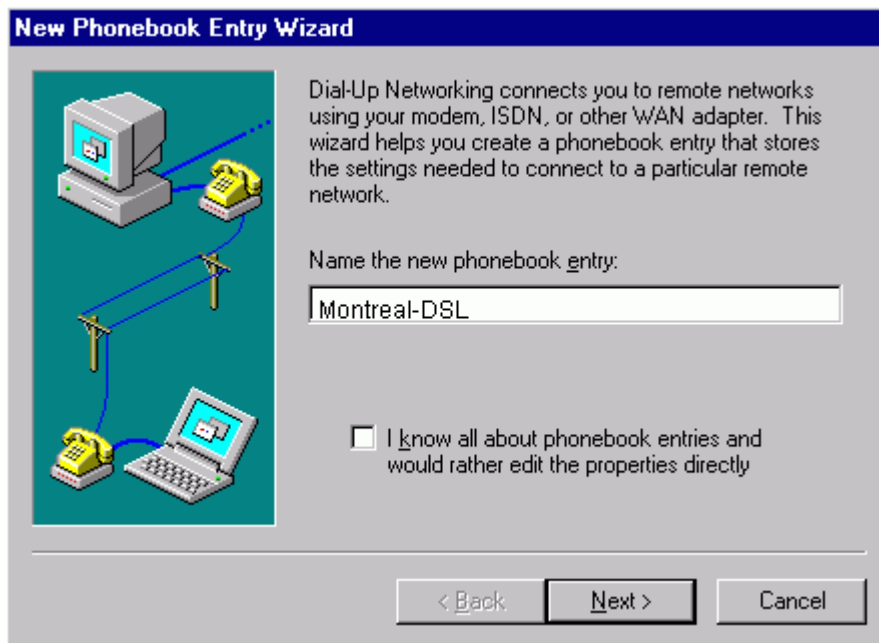 New Phonebook Entry Wizard
Dial-Up Networking connects you to remote networks
using your modem, ISDN, or other WAN adapter. This
wizard helps you create a phonebook entry that stores
the settings needed to connect to a particular remote
network.
Name the new phonebook entry:
Montreal-DSL
I know all about phonebook entries and
would rather edit the properties directly
< Back
Next >
Cancel